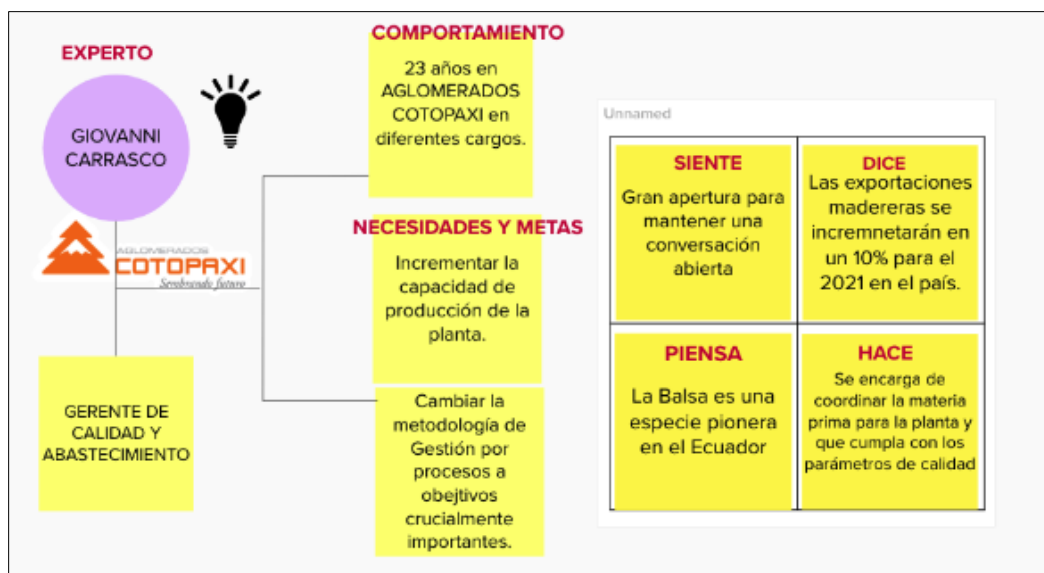 EXPERTO
GIOVANNI
CARRASCO
AGLOMERADOS
COTOPAXI
Sembrando futuro
GERENTE DE
CALIDAD Y
ABASTECIMIENTO
COMPORTAMIENTO
23 años en
AGLOMERADOS
COTOPAXI en
diferentes cargos.
NECESIDADES Y METAS
Incrementar la
capacidad de
producción de la
planta.
Cambiar la
metodología de
Gestión por
procesos a
obejtivos
crucialmente
importantes.
Unnamed
SIENTE
Gran apertura para
mantener una
conversación
abierta
DICE
Las exportaciones
madereras se
incremnetarán en
un 10% para el
2021 en el país.
PIENSA
La Balsa es una
especie pionera
en el Ecuador
HACE
Se encarga de
coordinar la materia
prima para la planta y
que cumpla con los
parámetros de calidad